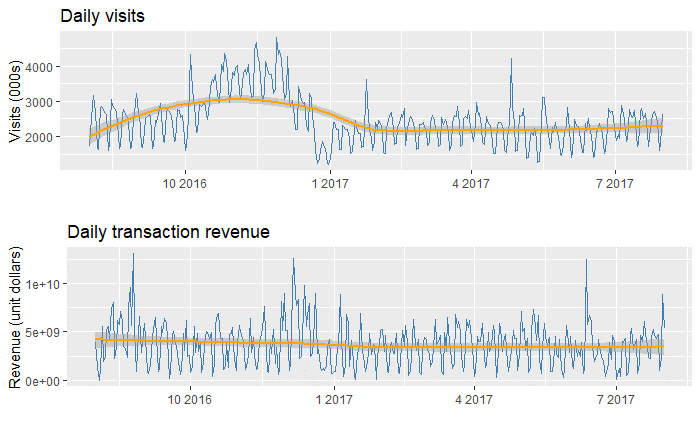 Daily visits
Visits (000s)
4000
3000
2000
10 2016
1 2017
4 2017
7 2017
Daily transaction revenue
Revenue (unit dollars)
1e+10
5e+09
0e+00
10 2016
1 2017
4 2017
7 2017